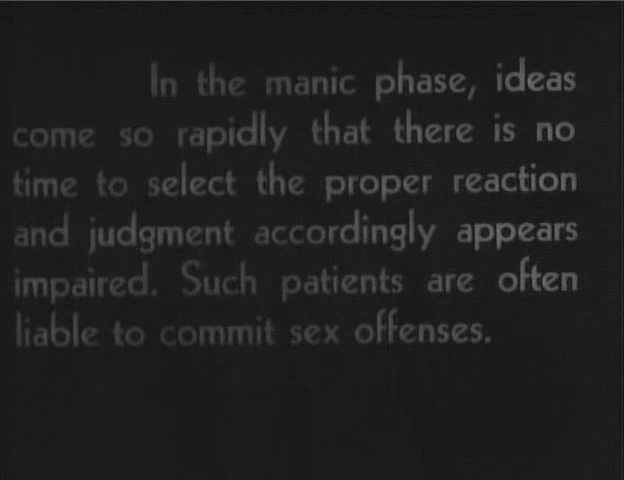 In the manic phase, ideas
come so rapidly that there is no
time to select the proper reaction
and judgment accordingly appears
impaired. Such patients are often
liable to commit sex offenses.